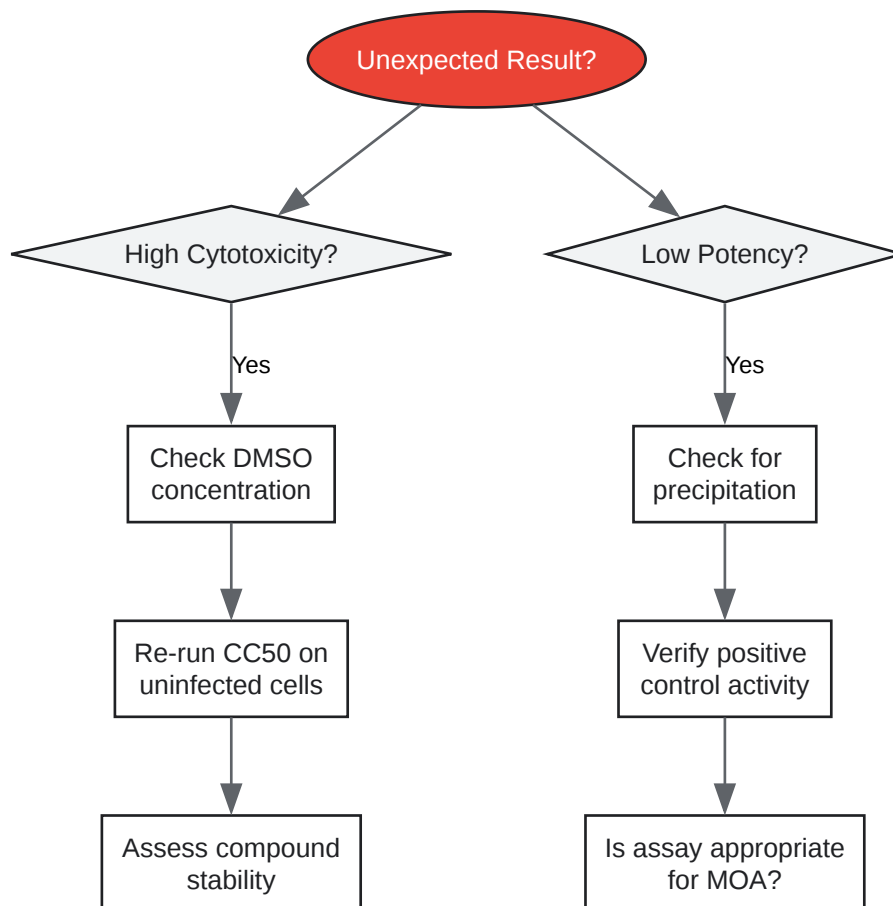 Unexpected Result?
High Cytotoxicity?
Low Potency?
Yes
Yes
Check DMSO
concentration
Check for
precipitation
Re-run CC50 on
uninfected cells
Verify positive
control activity
Assess compound
stability
Is assay appropriate
for MOA?